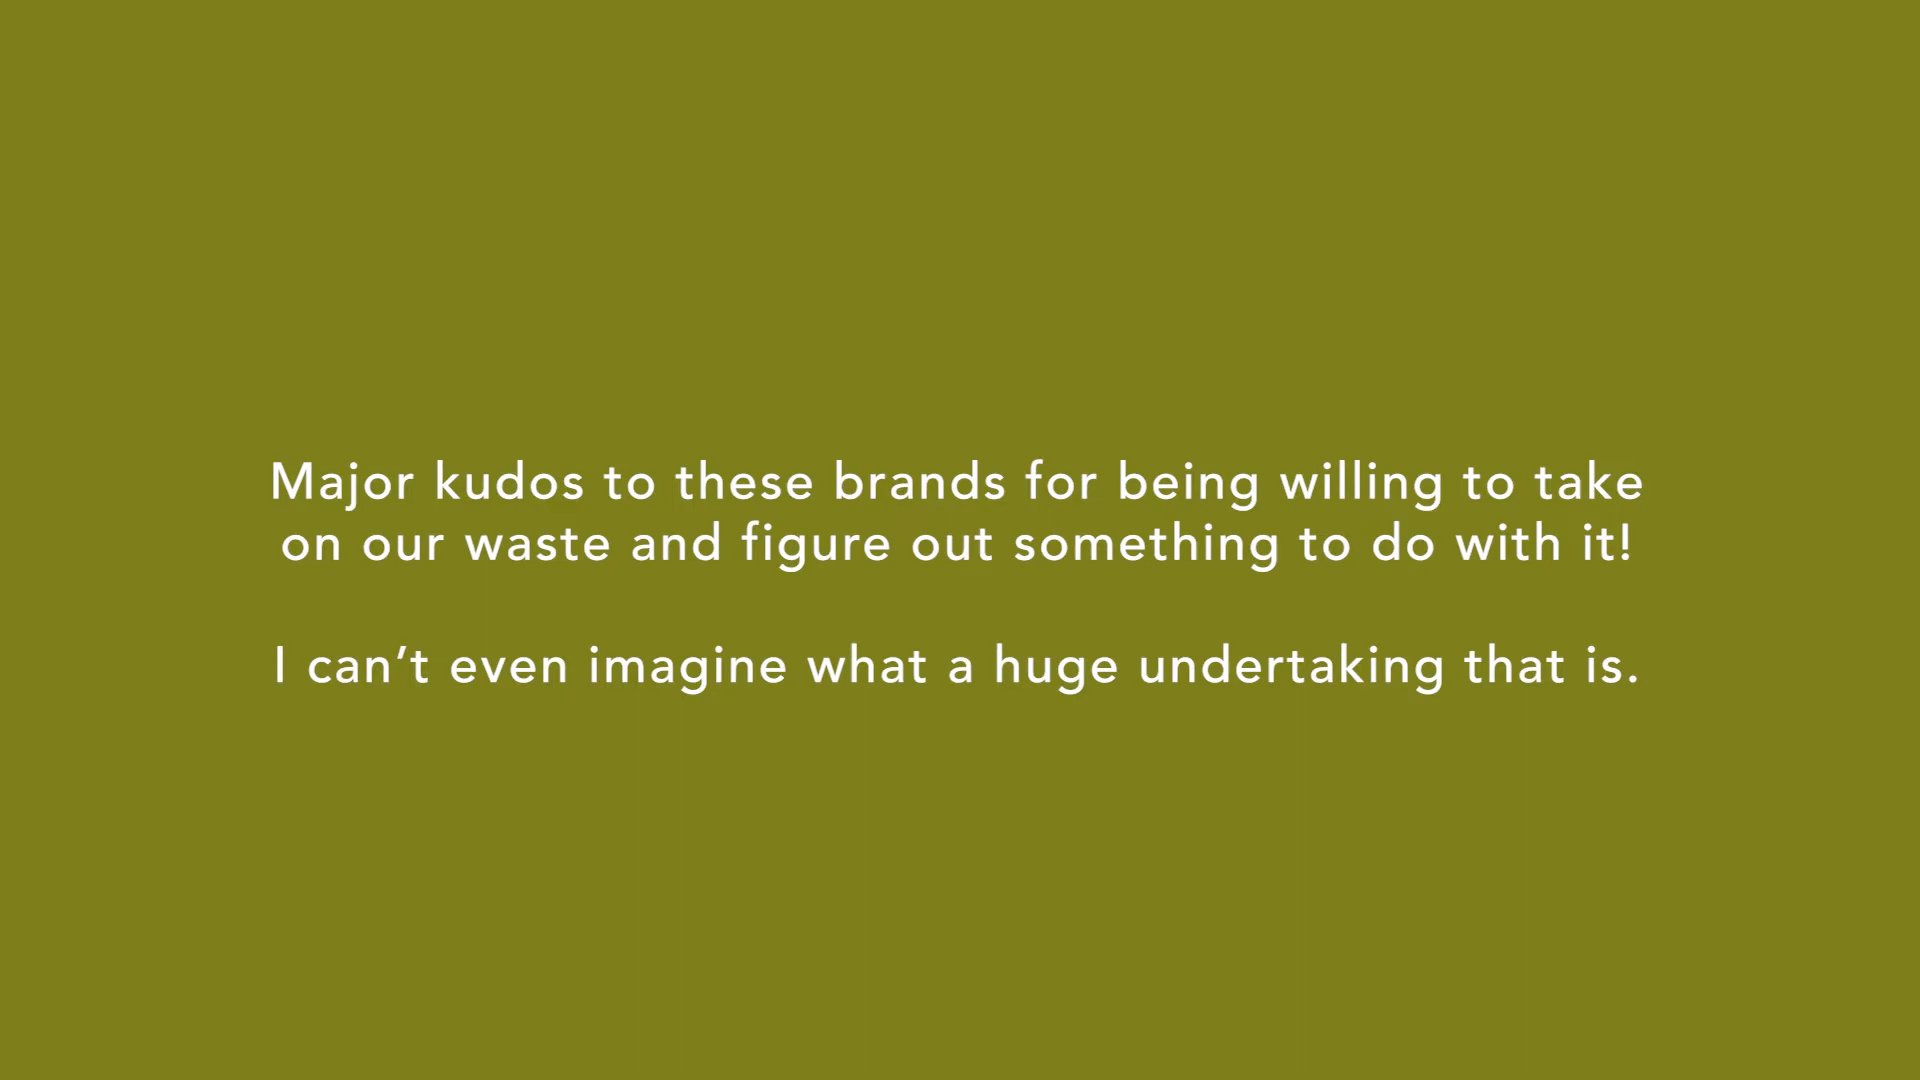 Major kudos to these brands for being willing to take
on our waste and figure out something to do with it!
I can’t even imagine what a huge undertaking that is.